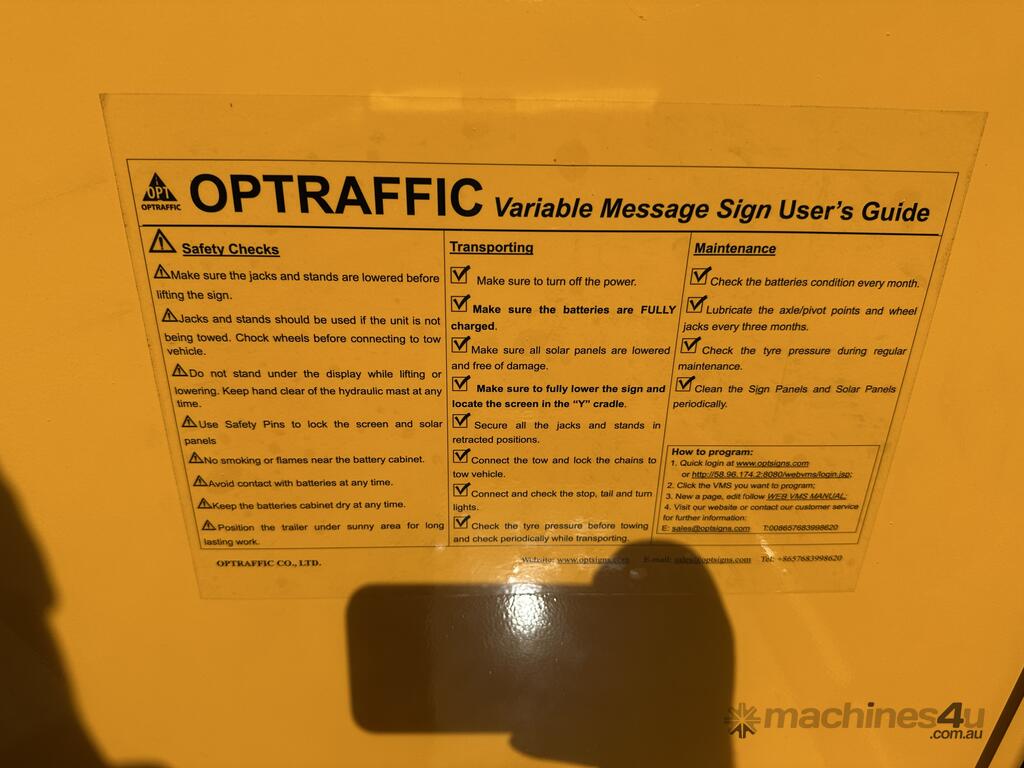 OPT
OPTRAFFIC
OPTRAFFIC Variable Message Sign User's Guide
Safety Checks
Make sure the jacks and stands are lowered before
lifting the sign.
Jacks and stands should be used if the unit is not
being towed. Chock wheels before connecting to tow
vehicle.
Do not stand under the display while lifting or
lowering. Keep hand clear of the hydraulic mast at any
time.
Use Safety Pins to lock the screen and solar
panels
No smoking or flames near the battery cabinet.
Avoid contact with batteries at any time.
Keep the batteries cabinet dry at any time.
Position the trailer under sunny area for long
lasting work.
Transporting
Make sure to turn off the power.
Make sure the batteries are FULLY
charged.
Make sure all solar panels are lowered
and free of damage.
Make sure to fully lower the sign and
locate the screen in the “Y” cradle.
Secure all the jacks and stands in
retracted positions.
Connect the tow and lock the chains to
tow vehicle.
Connect and check the stop, tail and turn
lights.
Check the tyre pressure before towing
and check periodically while transporting.
Maintenance
Check the batteries condition every month.
Lubricate the axle/pivot points and wheel
jacks every three months.
Check the tyre pressure during regular
maintenance.
Clean the Sign Panels and Solar Panels
periodically.
How to program:
1. Quick login at www.optsigns.com
or http://58.96.174.2:8080/webvms/login.jsp;
2. Click the VMS you want to program;
3. New a page, edit follow WEB VMS MANUAL;
4. Visit our website or contact our customer service
for further information:
E: sales@optsigns.com T:008657683998620
OPTRAFFIC CO., LTD. Website: www.optsigns.com E-mail: sales@optsigns.com Tel: +8657683998620
machines4u
.com.au